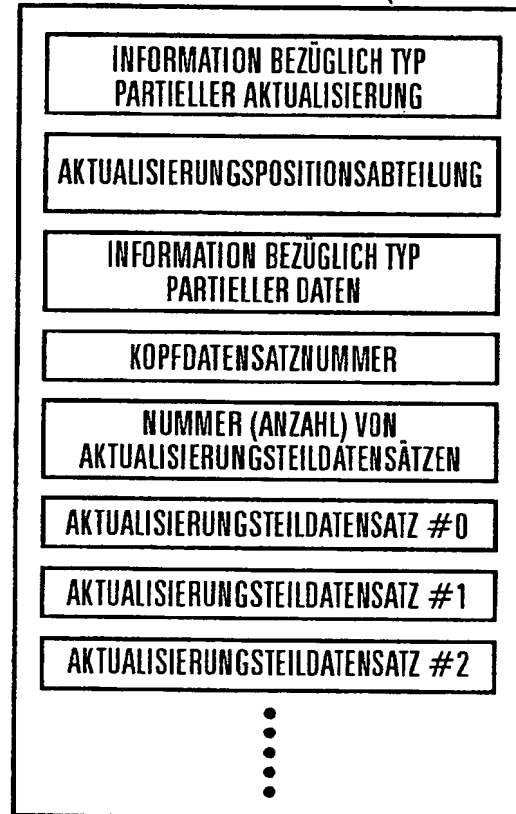 INFORMATION BEZÜGLICH TYP
PARTIELLER AKTUALISIERUNG
AKTUALISIERUNGSPOSITIONSABTEILUNG
INFORMATION BEZÜGLICH TYP
PARTIELLER DATEN
KOPFDATENSATZNUMMER
NUMMER (ANZAHL) VON
AKTUALISIERUNGSTEILDATENSÄTZEN
AKTUALISIERUNGSTEILDATENSATZ #0
AKTUALISIERUNGSTEILDATENSATZ #1
AKTUALISIERUNGSTEILDATENSATZ #2